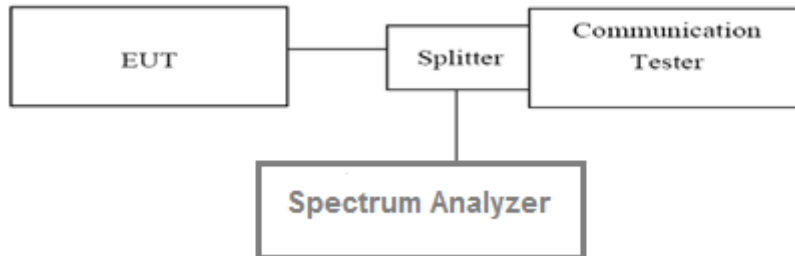 EUT
Splitter
Communication
Tester
Spectrum Analyzer